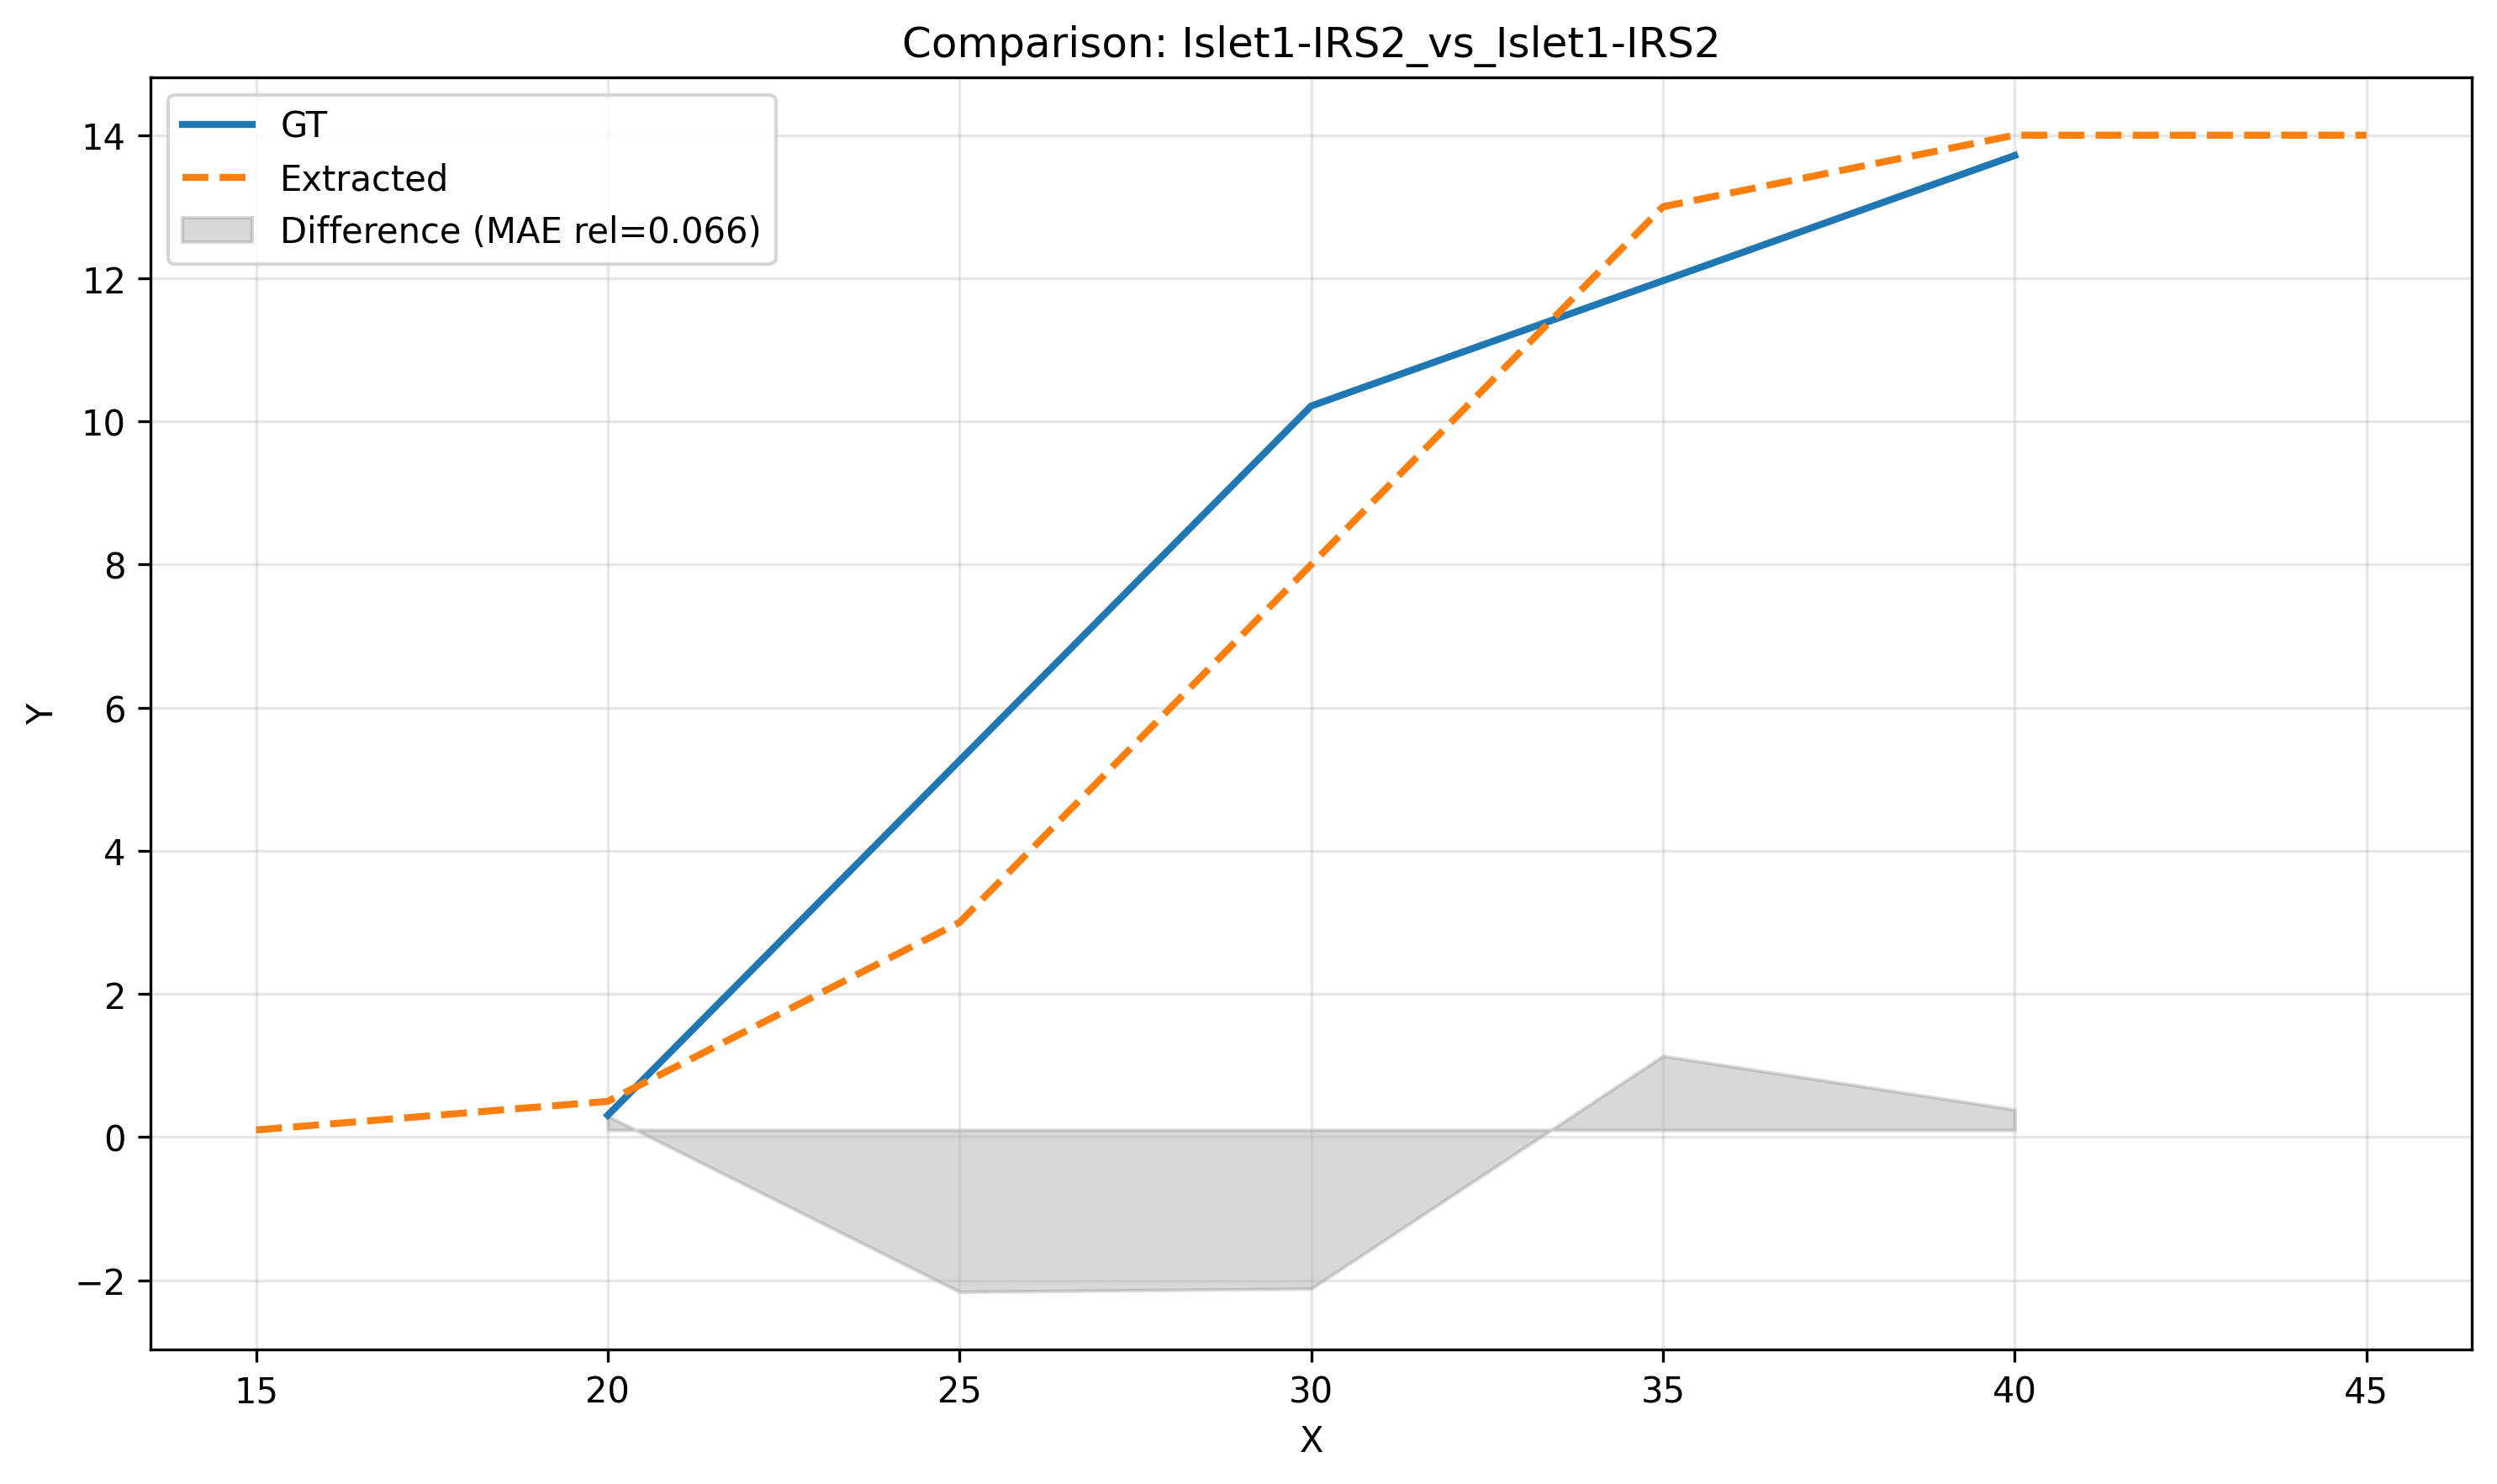 Comparison: Islet1-IRS2_vs_Islet1-IRS2
GT
Extracted
Difference (MAE rel=0.066)
14
12
10
8
6
4
2
0
−2
Y
15 20 25 30 35 40 45
X